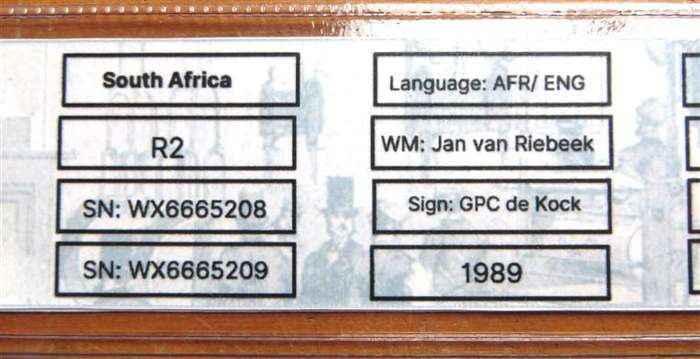 South Africa
R2
SN: WX6665208
SN: WX6665209
Language: AFR/ ENG
WM: Jan van Riebeek
Sign: GPC de Kock
1989